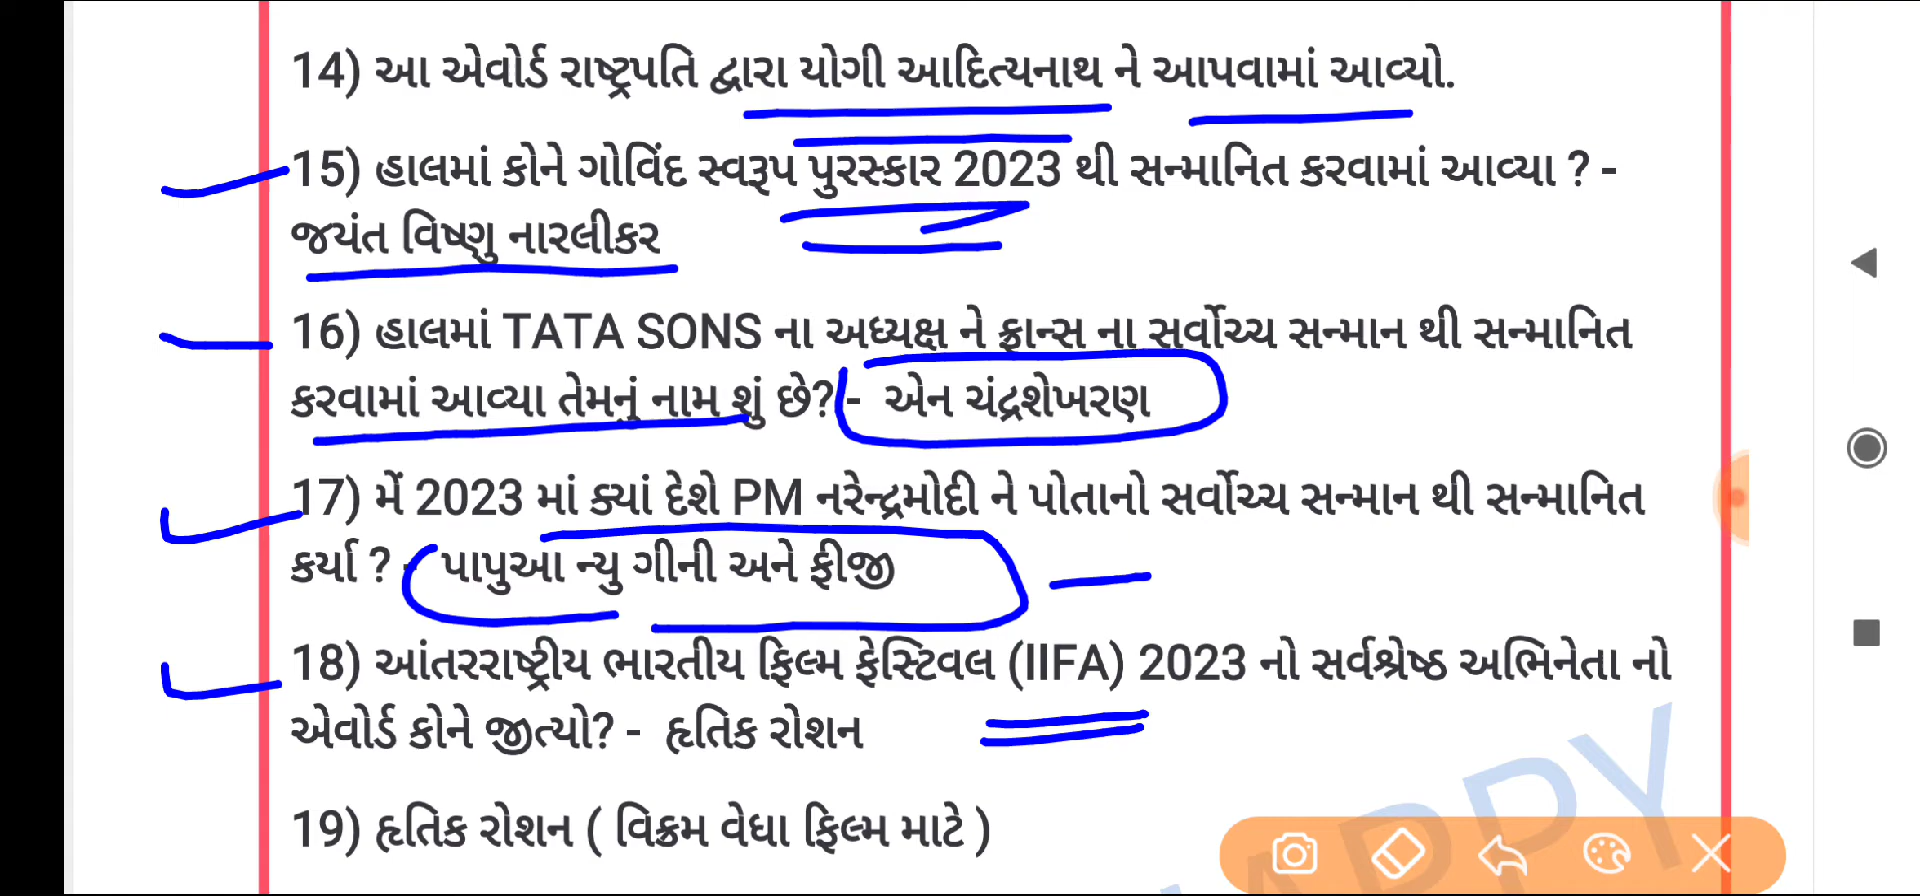 14) આ એવોર્ડ રાષ્ટ્રપતિ દ્વારા યોગી આદિત્યનાથ ને આપવામાં આવ્યો.
15) હાલમાં કોને ગોવિંદ સ્વરૂપ પુરસ્કાર 2023 થી સન્માનિત કરવામાં આવ્યા ? -
જયંત વિષ્ણુ નારલીકર
16) હાલમાં TATA SONS ના અધ્યક્ષ ને ફ્રાન્સ ના સર્વોચ્ચ સન્માન થી સન્માનિત
કરવામાં આવ્યા તેમનું નામ શું છે? - એન ચંદ્રશેખરણ
17) મેં 2023 માં ક્યાં દેશે PM નરેન્દ્રમોદી ને પોતાનો સર્વોચ્ચ સન્માન થી સન્માનિત
કર્યા ? - પાપુઆ ન્યુ ગીની અને ફીજી
18) આંતરરાષ્ટ્રીય ભારતીય ફિલ્મ ફેસ્ટિવલ (IIFA) 2023 નો સર્વશ્રેષ્ઠ અભિનેતા નો
એવોર્ડ કોને જીત્યો? - હૃતિક રોશન
19) હૃતિક રોશન ( વિક્રમ વેધા ફિલ્મ માટે )